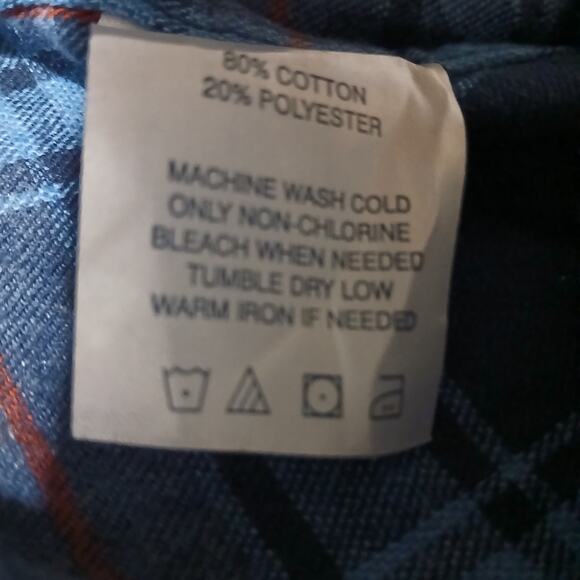 80% COTTON
20% POLYESTER
MACHINE WASH COLD
ONLY NON-CHLORINE
BLEACH WHEN NEEDED
TUMBLE DRY LOW
WARM IRON IF NEEDED